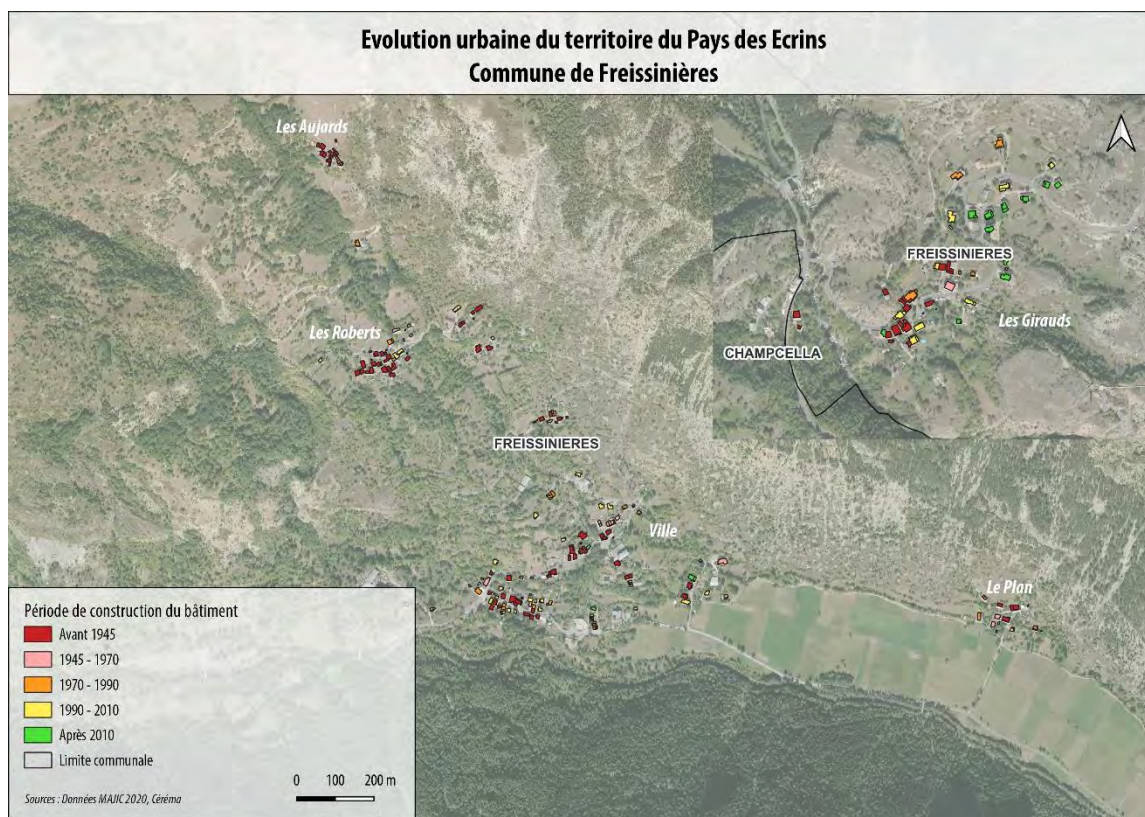 Evolution urbaine du territoire du Pays des Ecrins
Commune de Freissinières
Les Aujards
Les Roberts
FREISSINIERES
Ville
Le Plan
FREISSINIERES
Les Girauds
CHAMPCELLA
Période de construction du bâtiment
Avant 1945
1945 - 1970
1970 - 1990
1990 - 2010
Après 2010
Limite communale
0 100 200 m
Sources : Données MAJIC 2020, Céréma